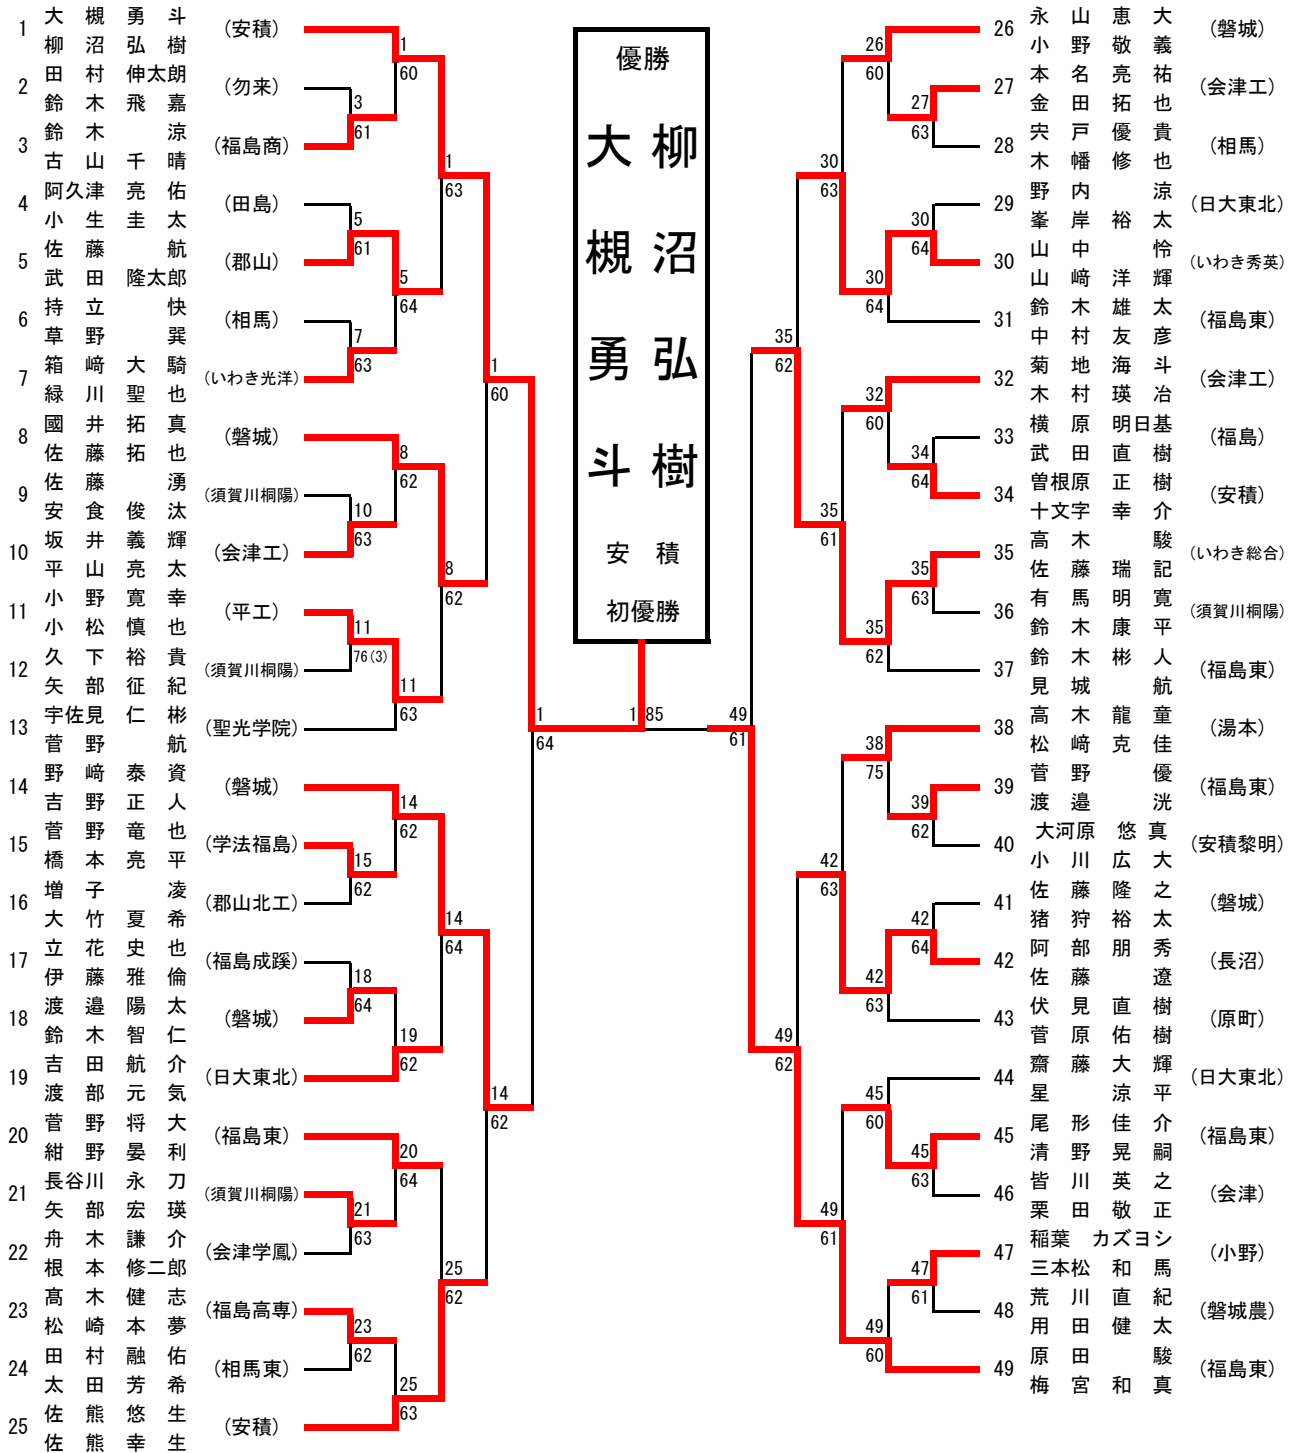 1 大槻勇斗 (安積)
柳沼弘樹
2 田村伸太朗 (勿来)
鈴木飛嘉
3 鈴木涼 (福島商)
古山千晴
4 阿久津亮佑 (田島)
小生圭太
5 佐藤航 (郡山)
武田隆太郎
6 持立快 (相馬)
草野巽
7 箱﨑大騎 (いわき光洋)
緑川聖也
8 國井拓真 (磐城)
佐藤拓也
9 佐藤湧 (須賀川桐陽)
安食俊汰
10 坂井義輝 (会津工)
平山亮太
11 小野寛幸 (平工)
小松慎也
12 久下裕貴 (須賀川桐陽)
矢部征紀
13 宇佐見仁彬 (聖光学院)
菅野航
14 野﨑泰資 (磐城)
吉野正人
15 菅野竜也 (学法福島)
橋本亮平
16 増子凌 (郡山北工)
大竹夏希
17 立花史也 (福島成蹊)
伊藤雅倫
18 渡邉陽太 (磐城)
鈴木智仁
19 吉田航介 (日大東北)
渡部元気
20 菅野将大 (福島東)
紺野晏利
21 長谷川永刀 (須賀川桐陽)
矢部宏瑛
22 舟木謙介 (会津学鳳)
根本修二郎
23 髙木健志 (福島高専)
松崎本夢
24 田村融佑 (相馬東)
太田芳希
25 佐熊悠生 (安積)
佐熊幸生
1
60
3
61
5
61
5
64
7
63
1
63
8
62
10
63
11
76(3)
11
63
8
62
1
60
14
62
15
62
18
64
19
62
14
64
20
64
21
63
23
62
25
63
25
62
14
62
1
64
優勝
大槻勇斗
柳沼弘樹
安積
初優勝
1 85
26 永山恵大 (磐城)
小野敬義
27 本名亮祐 (会津工)
金田拓也
28 宍戸優貴 (相馬)
木幡修也
29 野内涼 (日大東北)
峯岸裕太
30 山中怜 (いわき秀英)
山﨑洋輝
31 鈴木雄太 (福島東)
中村友彦
32 菊地海斗 (会津工)
木村瑛冶
33 横原明日基 (福島)
武田直樹
34 曽根原正樹 (安積)
十文字幸介
35 高木駿 (いわき総合)
佐藤瑞記
36 有馬明寛 (須賀川桐陽)
鈴木康平
37 鈴木彬人 (福島東)
見城航
38 高木龍童 (湯本)
松﨑克佳
39 菅野優 (福島東)
渡邉洸
40 大河原悠真 (安積黎明)
小川広大
41 佐藤隆之 (磐城)
猪狩裕太
42 阿部朋秀 (長沼)
佐藤遼
43 伏見直樹 (原町)
菅原佑樹
44 齋藤大輝 (日大東北)
星涼平
45 尾形佳介 (福島東)
清野晃嗣
46 皆川英之 (会津)
栗田敬正
47 稲葉カズヨシ (小野)
三本松和馬
48 荒川直紀 (磐城農)
用田健太
49 原田駿 (福島東)
梅宮和真
26
60
27
63
30
64
30
64
30
63
32
60
34
64
35
63
35
62
35
61
35
62
38
75
39
62
42
64
42
63
42
63
45
60
45
63
47
61
49
60
49
61
49
62
49
61